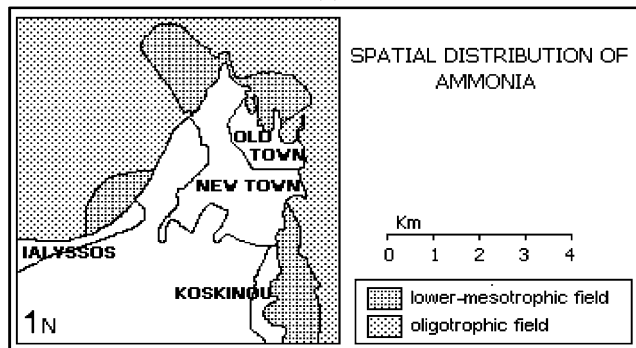 SPATIAL DISTRIBUTION OF
AMMONIA
OLD
TOWN
NEW TOWN
IALYSSOS
KOSKINOU
1N
Km
0 1 2 3 4
lower-mesotrophic field
oligotrophic field